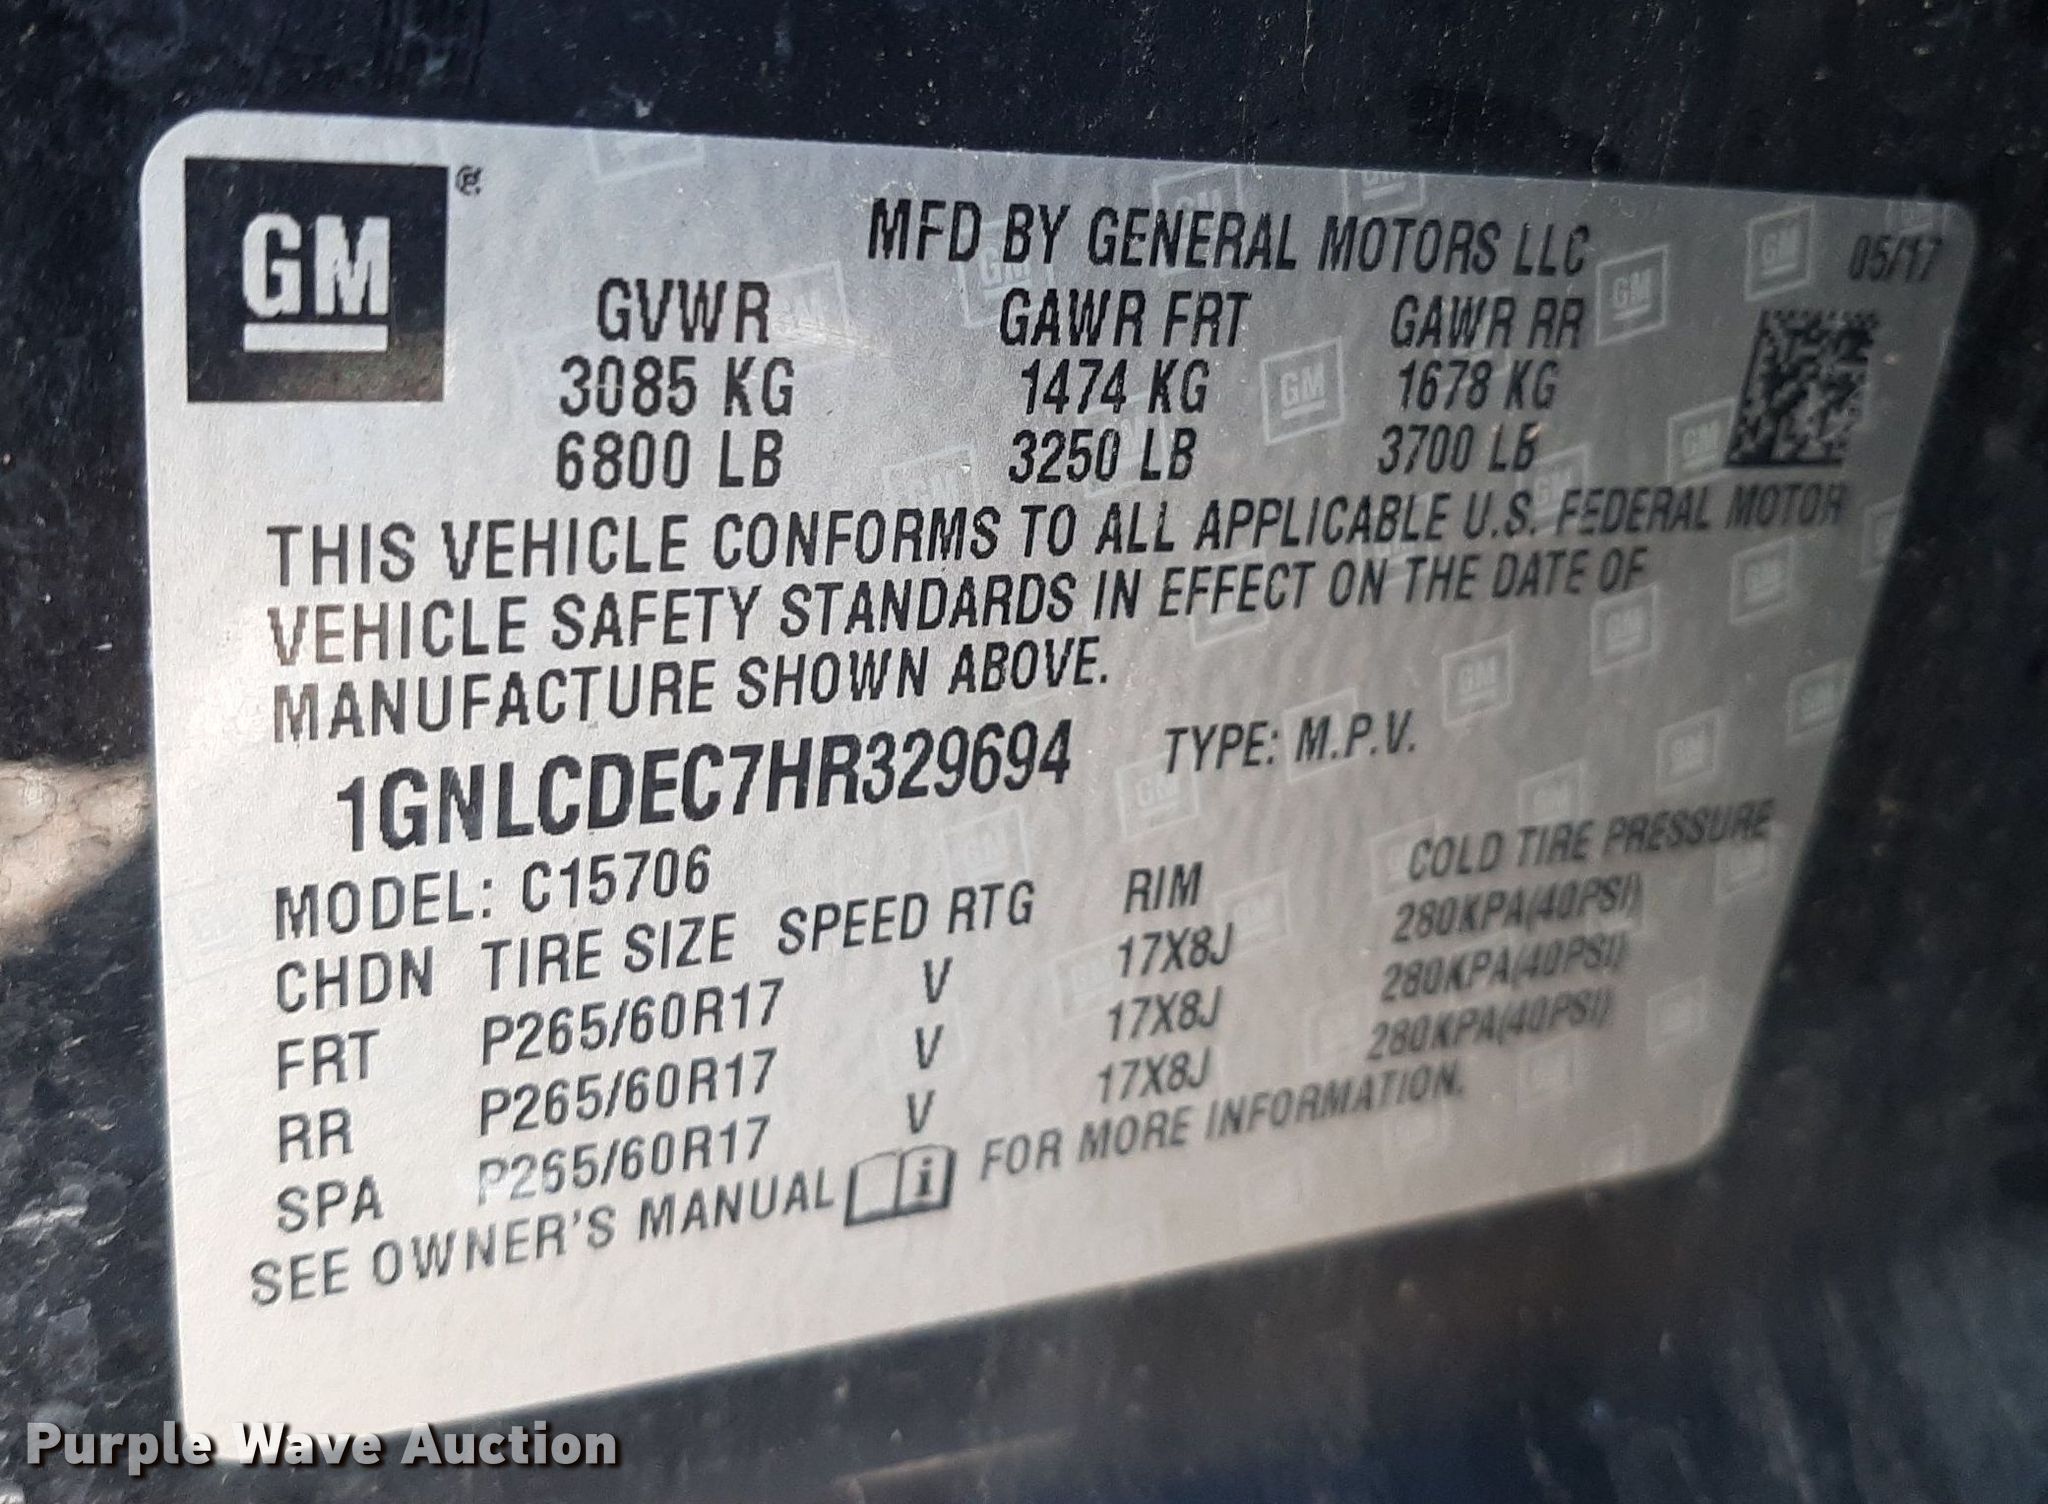 GM ®
MFD BY GENERAL MOTORS LLC 05/17
GVWR GAWR FRT GAWR RR
3085 KG 1474 KG 1678 KG
6800 LB 3250 LB 3700 LB
THIS VEHICLE CONFORMS TO ALL APPLICABLE U.S. FEDERAL MOTOR
VEHICLE SAFETY STANDARDS IN EFFECT ON THE DATE OF
MANUFACTURE SHOWN ABOVE.
1GNLCDEC7HR329694 TYPE: M.P.V.
MODEL: C15706
CHDN TIRE SIZE SPEED RTG RIM COLD TIRE PRESSURE
FRT P265/60R17 V 17X8J 280KPA(40PSI)
RR P265/60R17 V 17X8J 280KPA(40PSI)
SPA P265/60R17 V 17X8J 280KPA(40PSI)
SEE OWNER'S MANUAL i FOR MORE INFORMATION.
Purple Wave Auction